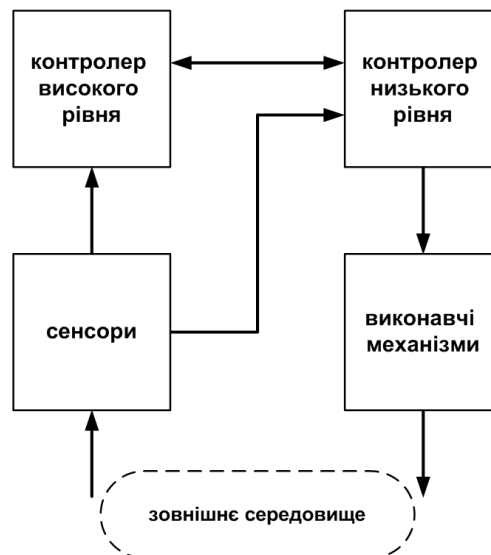 контролер
високого
рівня
контролер
низького
рівня
сенсори
виконавчі
механізми
зовнішнє середовище